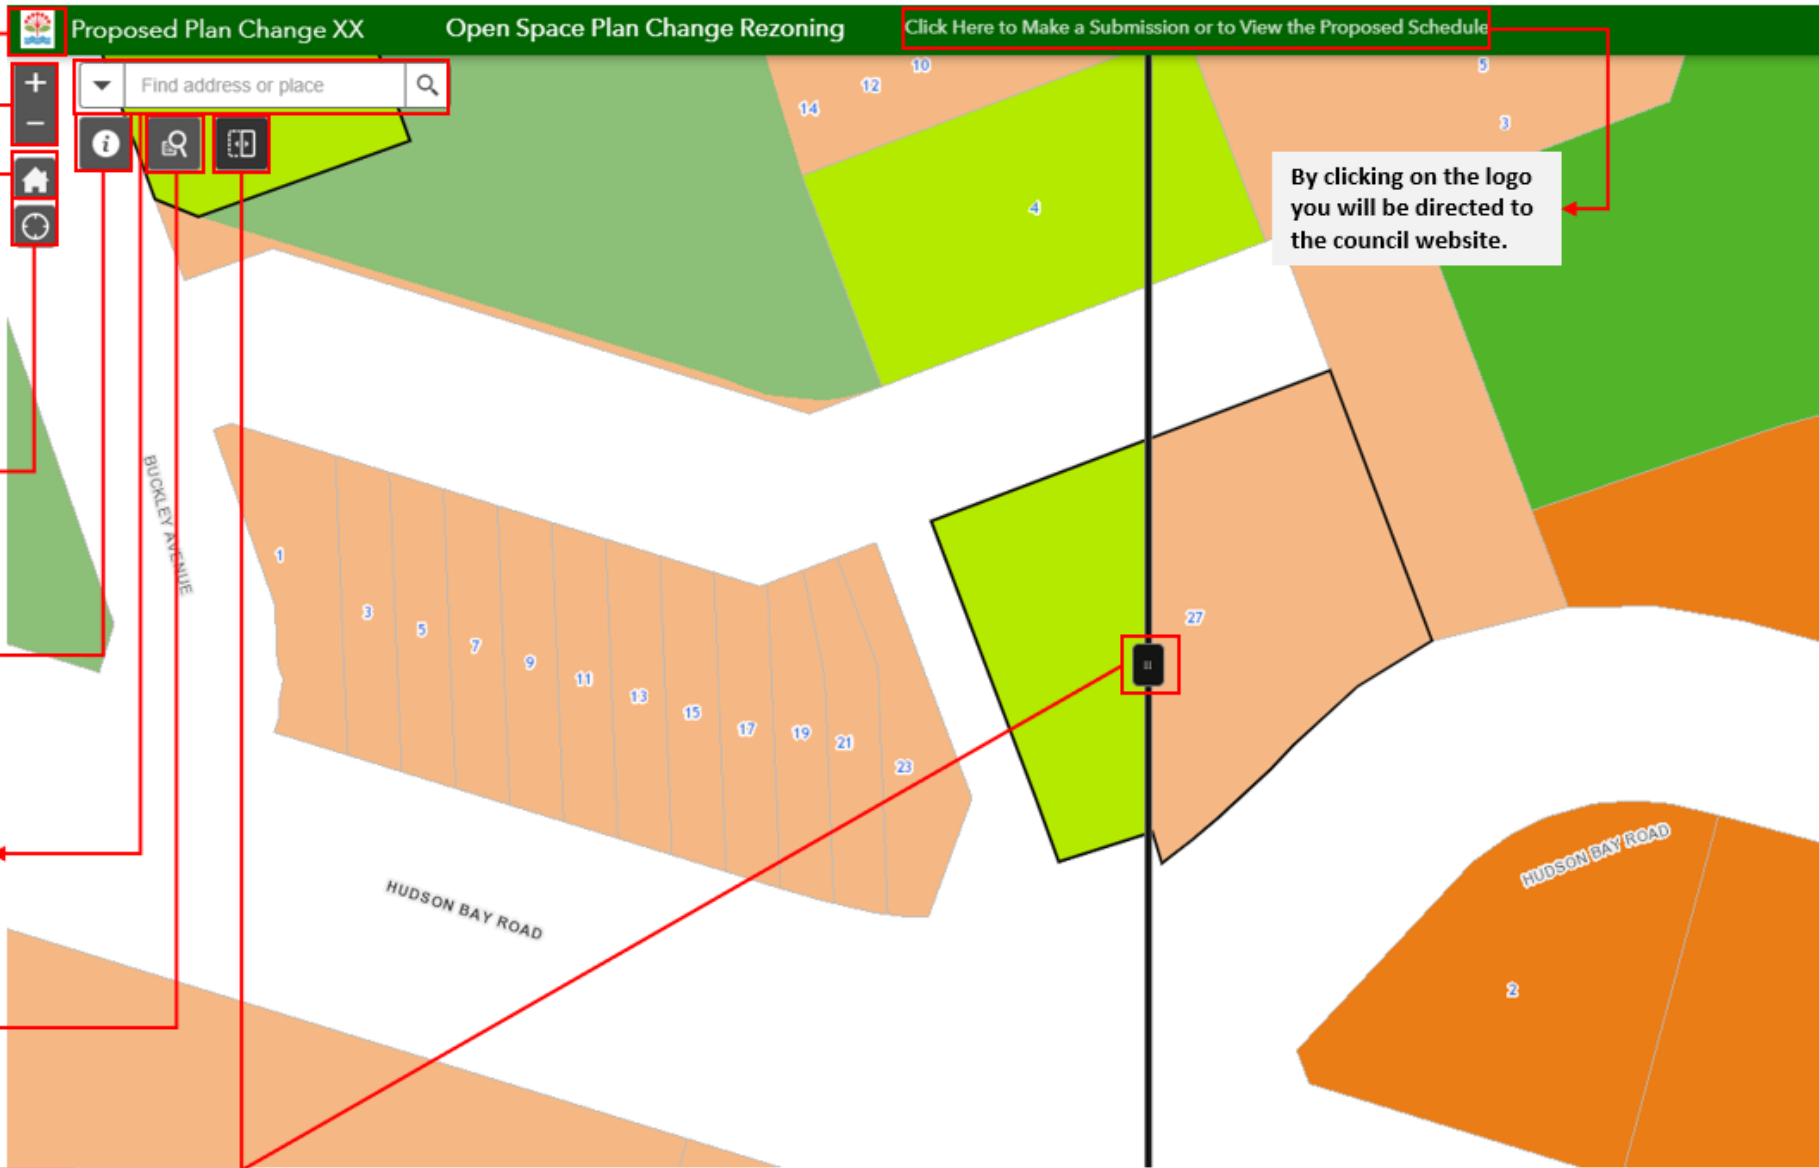 Proposed Plan Change XX
Open Space Plan Change Rezoning
Click Here to Make a Submission or to View the Proposed Schedule
Find address or place
10
12
14
5
3
By clicking on the logo
you will be directed to
the council website.
4
BUCKLEY AVENUE
1
3
5
7
9
11
13
15
17
19
21
23
27
HUDSON BAY ROAD
HUDSON BAY ROAD
2